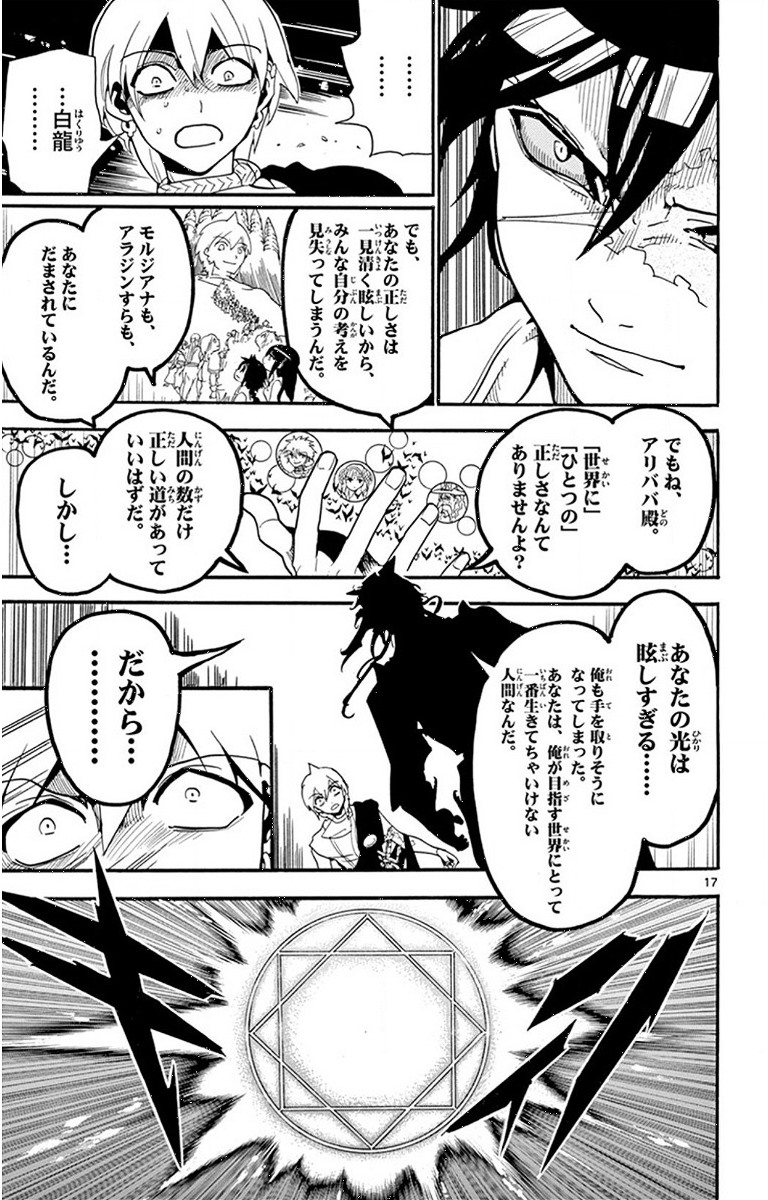 …………
…白龍
………
でも、
あなたの正しさは
一見清く眩しいから、
みんな自分の考えを
見失ってしまうんだ。
モルジアナも、
アラジンすらも、
あなたに
だまされているんだ。
でもね、
アリババ殿。
「世界に」
「ひとつの」
正しさなんて
ありませんよ？
人間の数だけ
正しい道があって
いいはずだ。
しかし…
あなたの光は
眩しすぎる……
俺も手を取りそうに
なってしまった。
あなたは、俺が目指す世界にとって
一番生きてちゃいけない
人間なんだ。
だから…
………
17